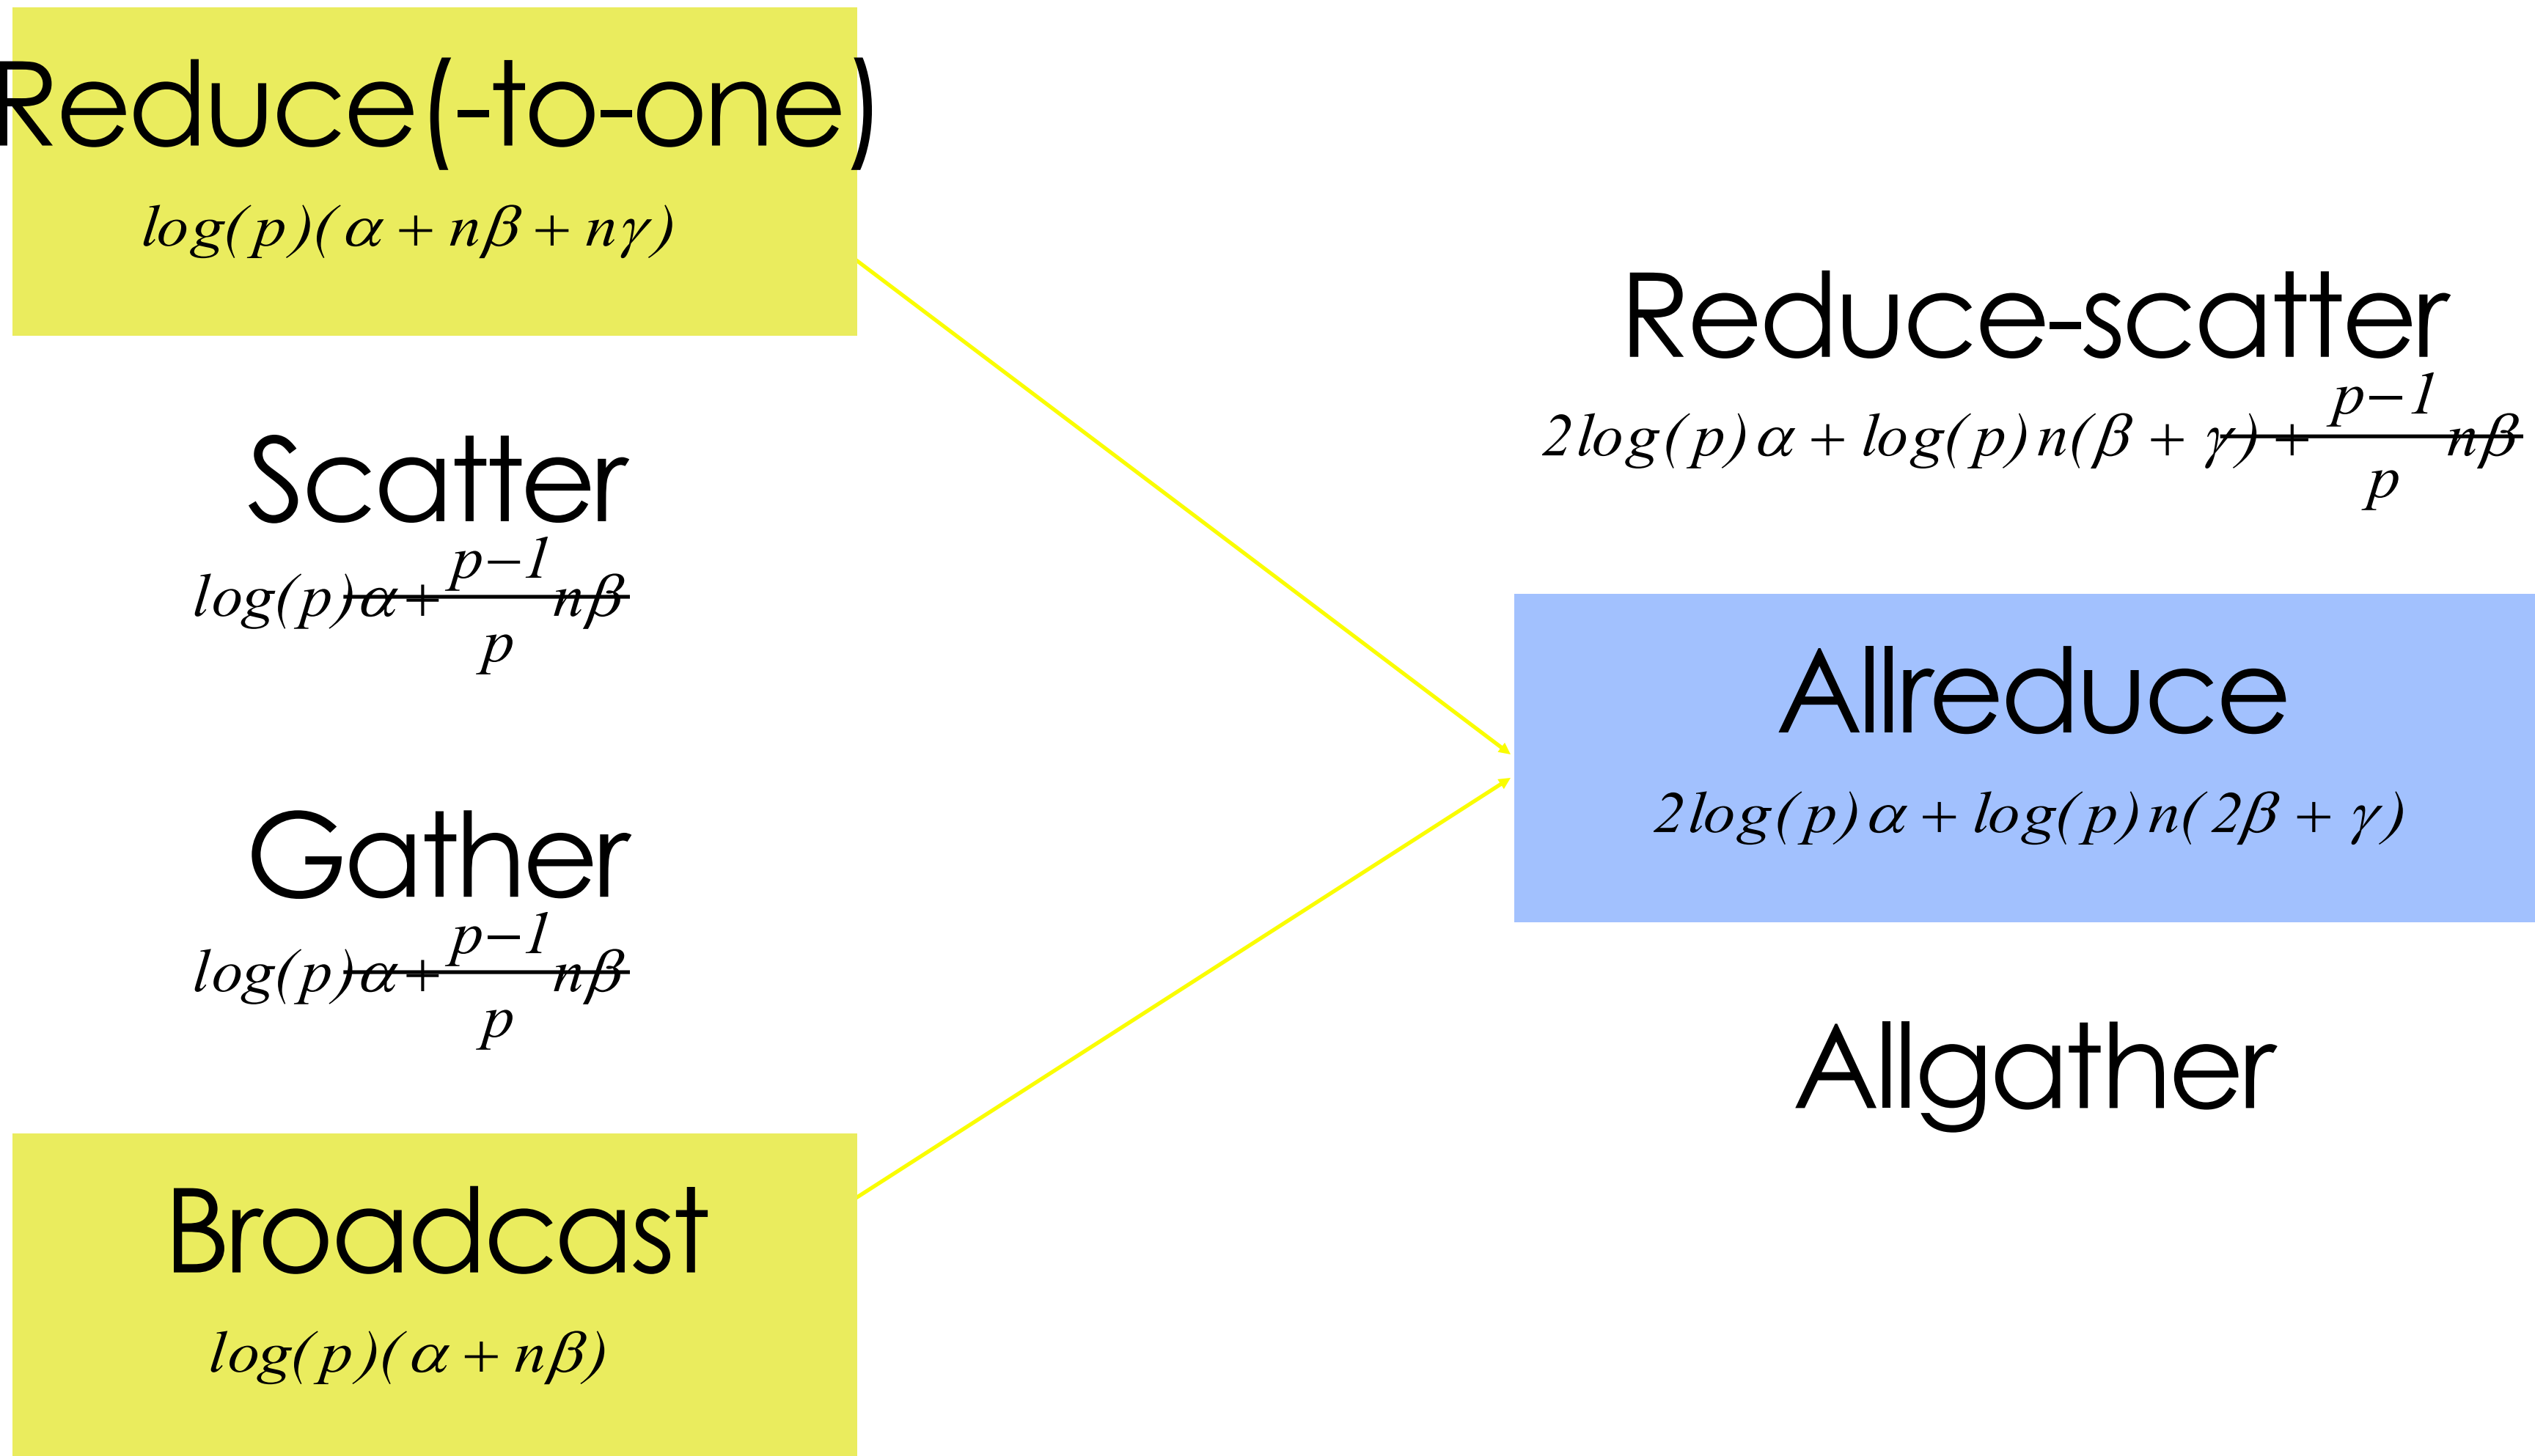 Reduce(-to-one)
log(p)(α + nβ + nγ)
Scatter
log(p)α + p−1/p nβ
Gather
log(p)α + p−1/p nβ
Broadcast
log(p)(α + nβ)
Reduce-scatter
2log(p)α + log(p)n(β + γ) + p−1/p nβ
Allreduce
2log(p)α + log(p)n(2β + γ)
Allgather